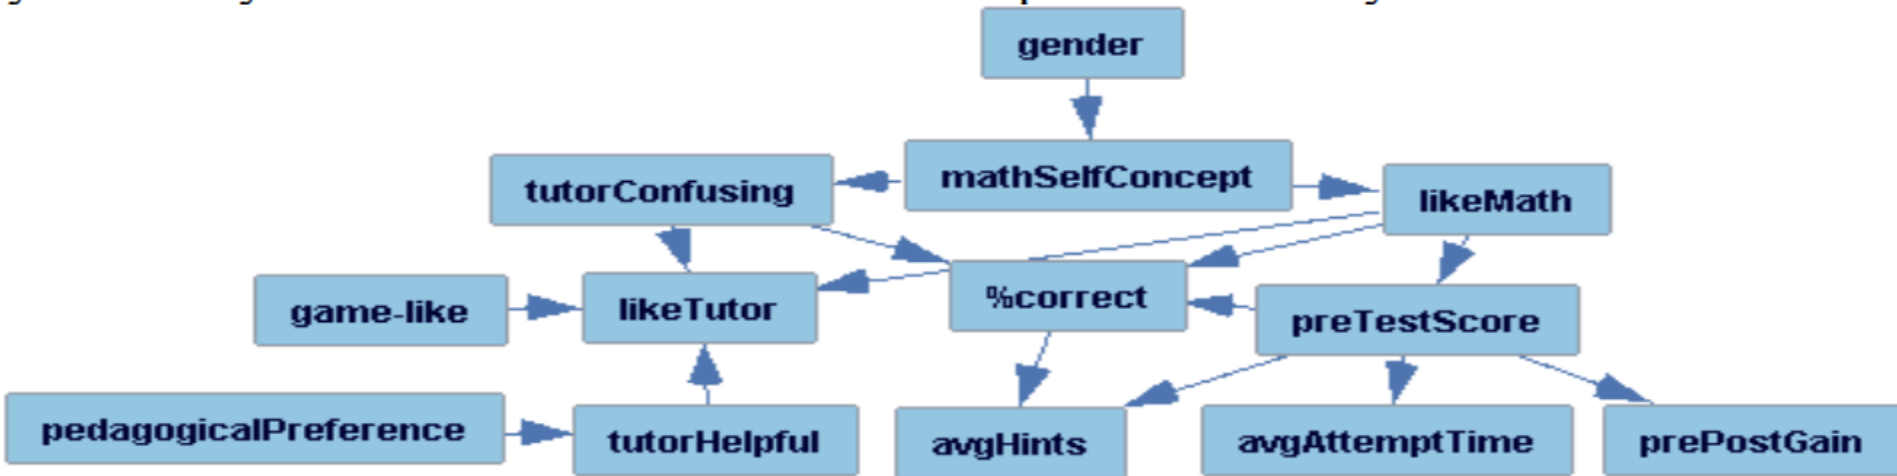 gender
mathSelfConcept
tutorConfusing
likeMath
game-like
likeTutor
%correct
preTestScore
pedagogicalPreference
tutorHelpful
avgHints
avgAttemptTime
prePostGain